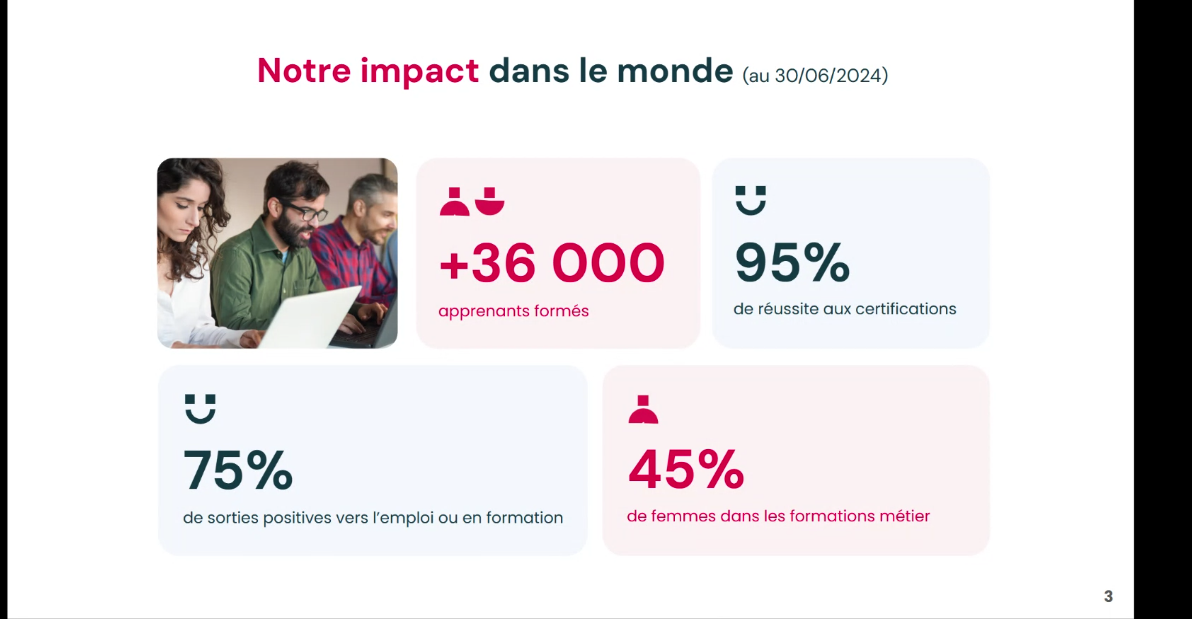 Notre impact dans le monde (au 30/06/2024)
+36 000
apprenants formés
95%
de réussite aux certifications
75%
de sorties positives vers l'emploi ou en formation
45%
de femmes dans les formations métier
3